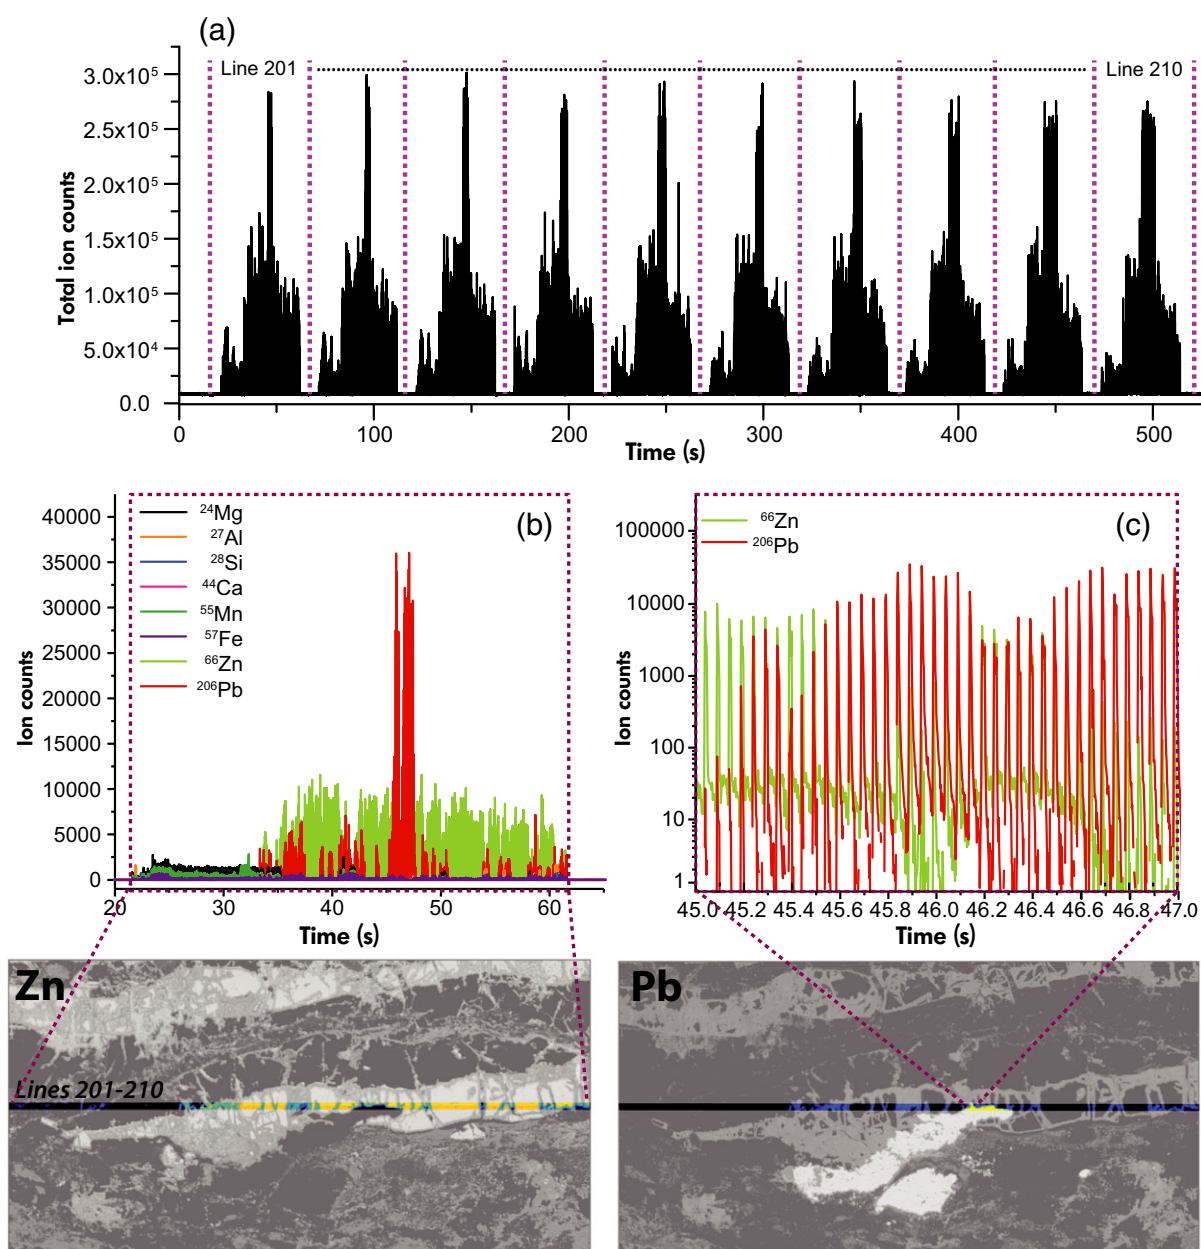 (a)
Line 201
Line 210
Total ion counts
3.0x10⁵
2.5x10⁵
2.0x10⁵
1.5x10⁵
1.0x10⁵
5.0x10⁴
0.0
0 100 200 300 400 500
Time (s)
(b)
²⁴Mg
²⁷Al
²⁸Si
⁴⁴Ca
⁵⁵Mn
⁵⁷Fe
⁶⁶Zn
²⁰⁶Pb
Ion counts
40000
35000
30000
25000
20000
15000
10000
5000
0
20 30 40 50 60
Time (s)
(c)
⁶⁶Zn
²⁰⁶Pb
Ion counts
100000
10000
1000
100
10
1
45.0 45.2 45.4 45.6 45.8 46.0 46.2 46.4 46.6 46.8 47.0
Time (s)
Zn
Lines 201-210
Pb